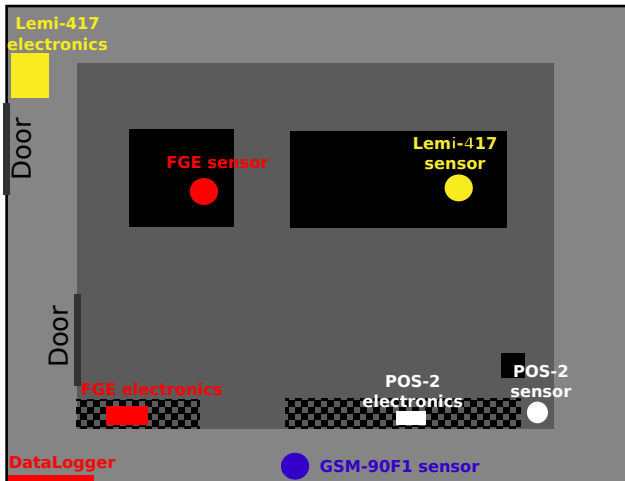 Lemi-417
electronics
Door
FGE sensor
Lemi-417
sensor
Door
FGE electronics
POS-2
electronics
POS-2
sensor
DataLogger
GSM-90F1 sensor